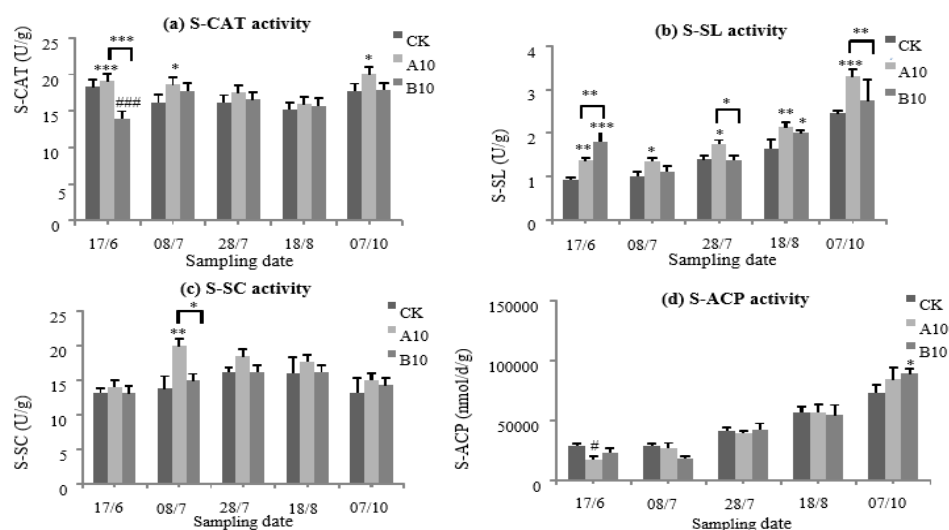 (a) S-CAT activity
S-CAT (U/g)
25
20
15
10
5
0
***
***
###
*
*
CK
A10
B10
17/6 08/7 28/7 18/8 07/10
Sampling date
(b) S-SL activity
S-SL (U/g)
4
3
2
1
0
**
**
***
*
*
*
**
*
**
***
CK
A10
B10
17/6 08/7 28/7 18/8 07/10
Sampling date
(c) S-SC activity
S-SC (U/g)
25
20
15
10
5
0
*
**
CK
A10
B10
17/6 08/7 28/7 18/8 07/10
Sampling date
(d) S-ACP activity
S-ACP (nmol/d/g)
150000
100000
50000
0
#
*
CK
A10
B10
17/6 08/7 28/7 18/8 07/10
Sampling date